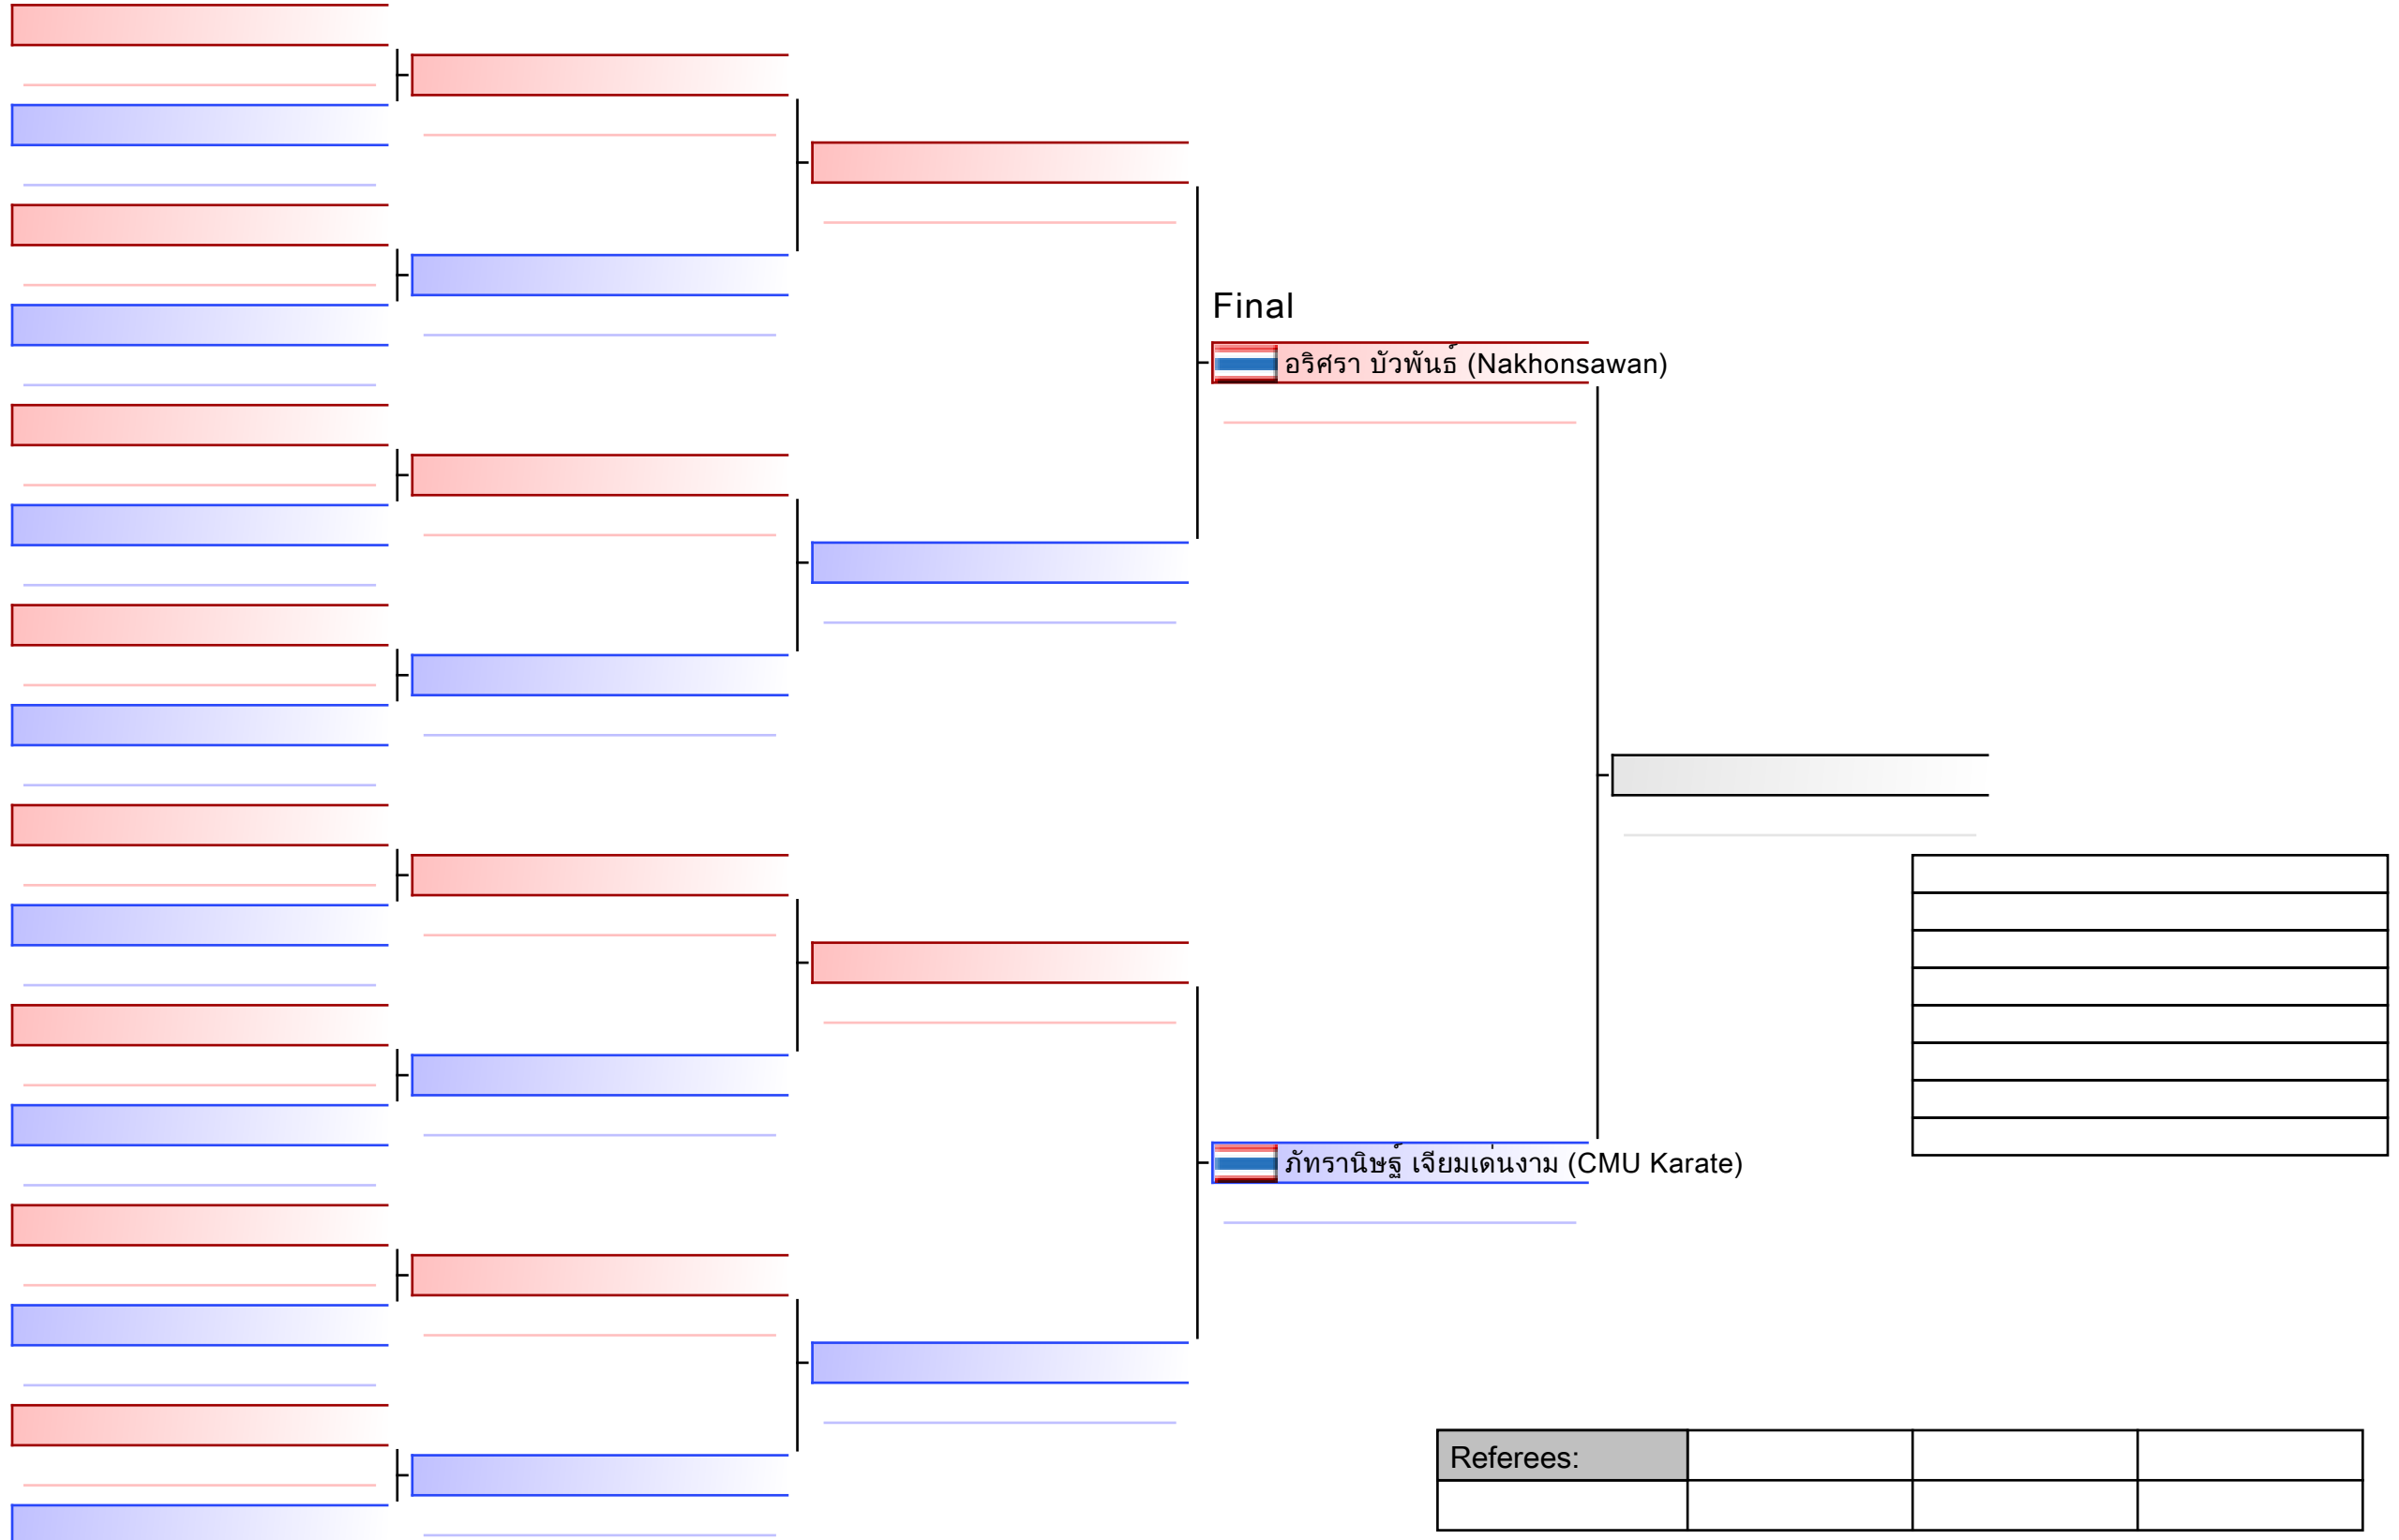 Final
อริศรา บัวพันธ์ (Nakhonsawan)
ภัทรานิษฐ์ เจียมเด่นงาม (CMU Karate)
Referees: